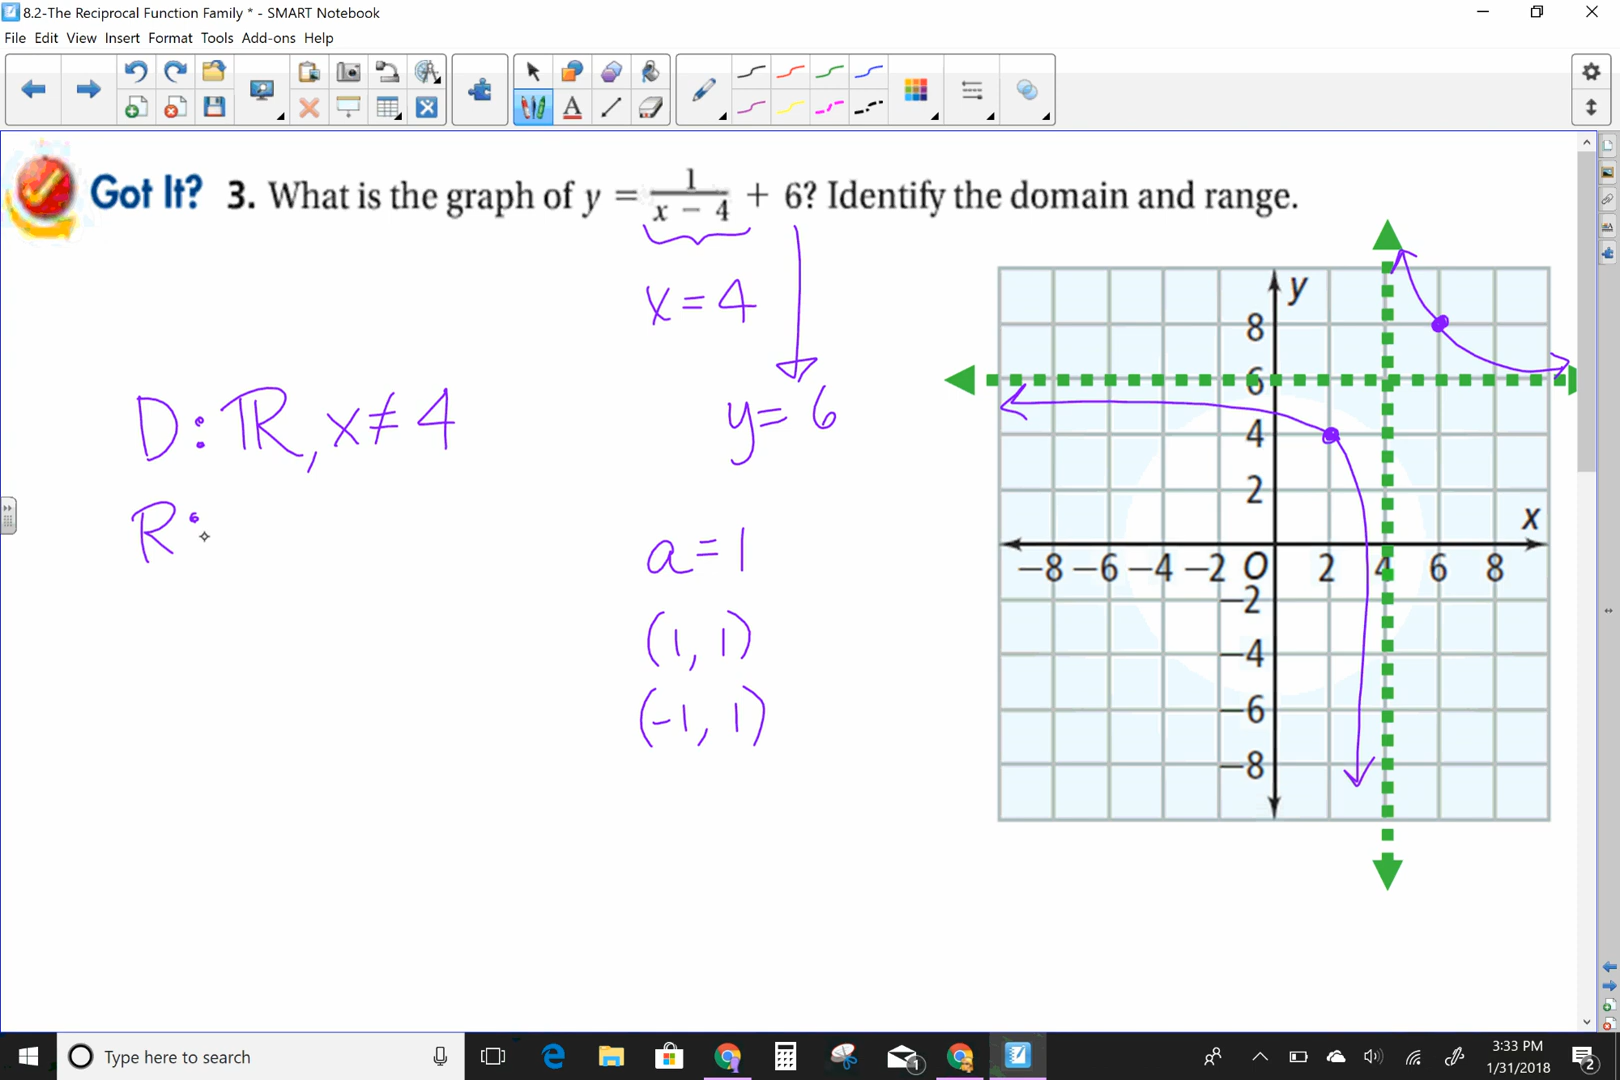 8.2-The Reciprocal Function Family * - SMART Notebook
File Edit View Insert Format Tools Add-ons Help
Got It? 3. What is the graph of y = 1/(x − 4) + 6? Identify the domain and range.
x = 4
y = 6
D: ℝ, x ≠ 4
R:
a = 1
(1, 1)
(-1, 1)
y
8
6
4
2
x
−8 −6 −4 −2 O 2 4 6 8
−2
−4
−6
−8
Type here to search
1
3:33 PM
1/31/2018
2